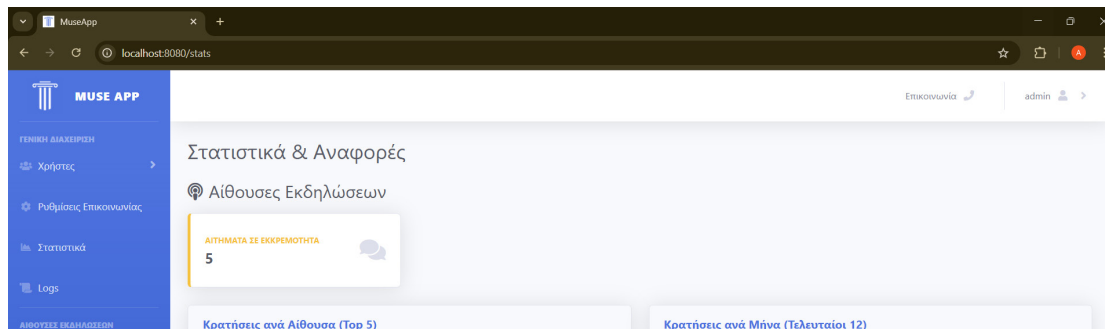 MuseApp
localhost:8080/stats
A
MUSE APP
Επικοινωνία
admin
ΓΕΝΙΚΗ ΔΙΑΧΕΙΡΙΣΗ
Χρήστες
Ρυθμίσεις Επικοινωνίας
Στατιστικά
Logs
ΑΙΘΟΥΣΕΣ ΕΚΔΗΛΩΣΕΩΝ
Στατιστικά & Αναφορές
Αίθουσες Εκδηλώσεων
ΑΙΤΗΜΑΤΑ ΣΕ ΕΚΚΡΕΜΟΤΗΤΑ
5
Κρατήσεις ανά Αίθουσα (Top 5)
Κρατήσεις ανά Μήνα (Τελευταίοι 12)